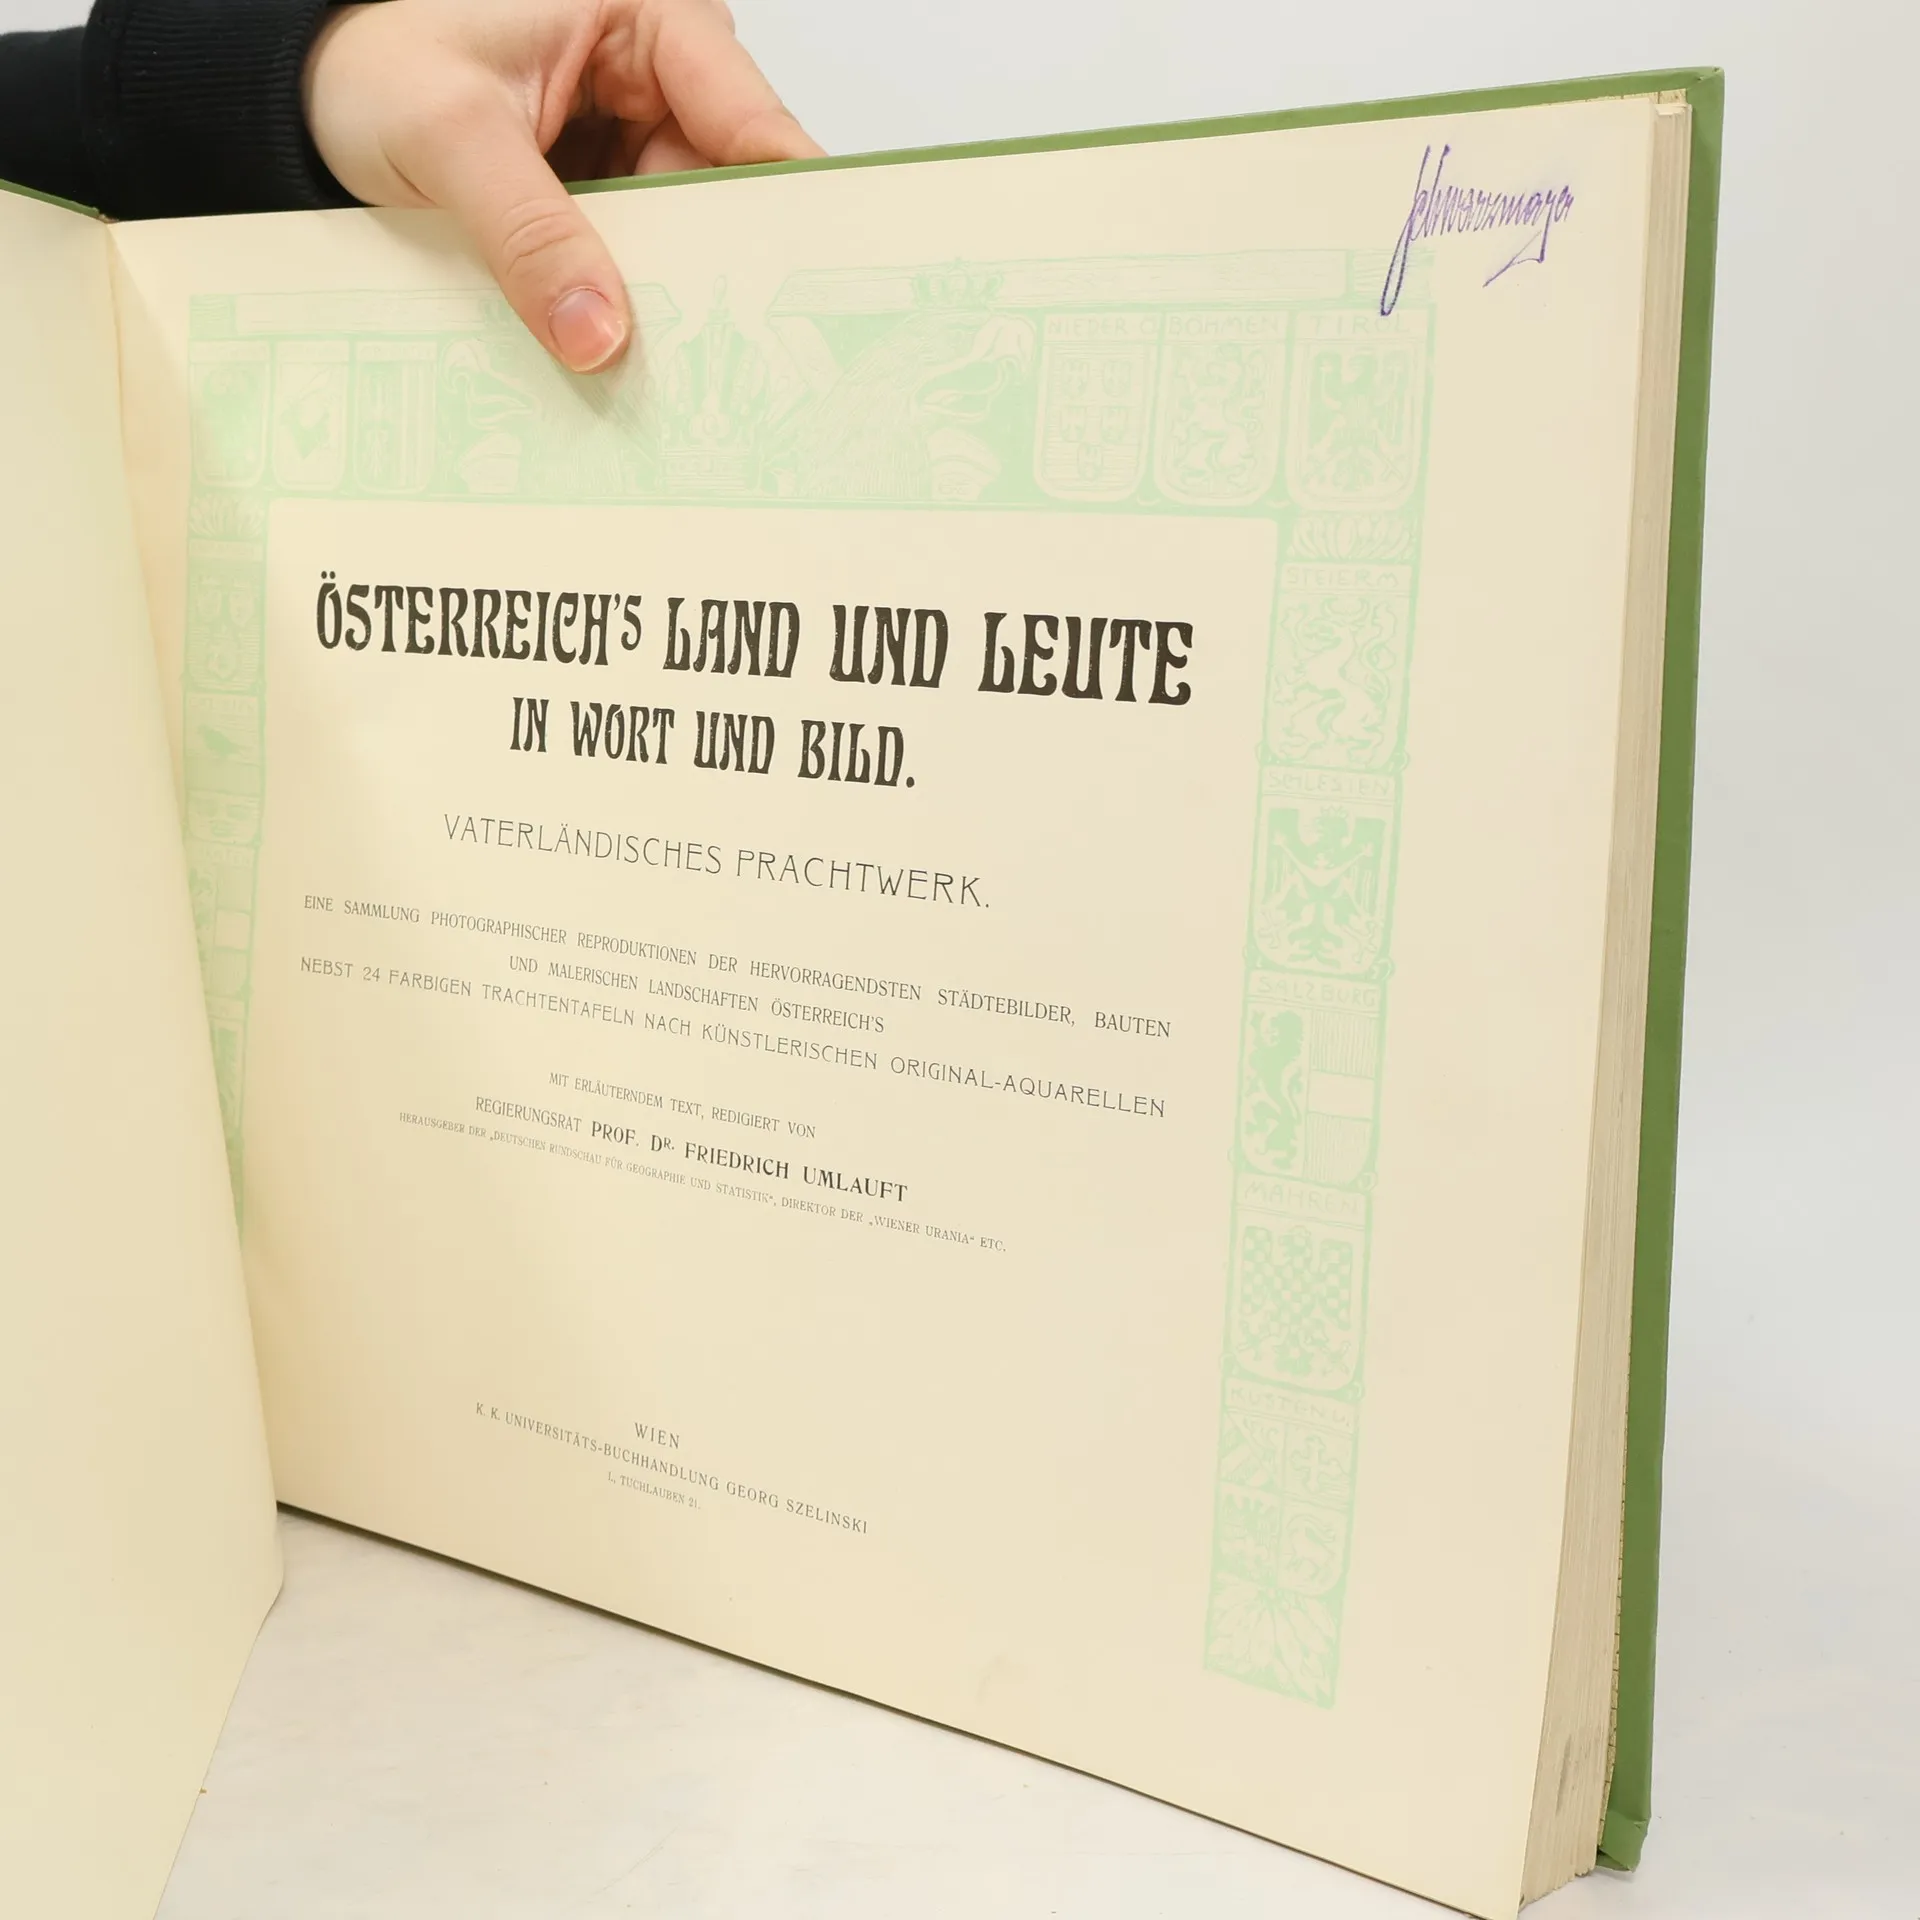 Schwarzmayer
NIEDER Ö BÖHMEN TIROL
ÖSTERREICH'S LAND UND LEUTE
IN WORT UND BILD.
VATERLÄNDISCHES PRACHTWERK.
EINE SAMMLUNG PHOTOGRAPHISCHER REPRODUKTIONEN DER HERVORRAGENDSTEN STÄDTEBILDER, BAUTEN
UND MALERISCHEN LANDSCHAFTEN ÖSTERREICH'S
NEBST 24 FARBIGEN TRACHTENTAFELN NACH KÜNSTLERISCHEN ORIGINAL-AQUARELLEN
MIT ERLÄUTERNDEM TEXT, REDIGIERT VON
REGIERUNGSRAT PROF. DR. FRIEDRICH UMLAUFT
HERAUSGEBER DER „DEUTSCHEN RUNDSCHAU FÜR GEOGRAPHIE UND STATISTIK“, DIREKTOR DER „WIENER URANIA“ ETC.
WIEN
K. K. UNIVERSITÄTS-BUCHHANDLUNG GEORG SZELINSKI
I., TUCHLAUBEN 21.
STEIERM
SCHLESIEN
SALZBURG
MÄHREN
KÜSTENL.